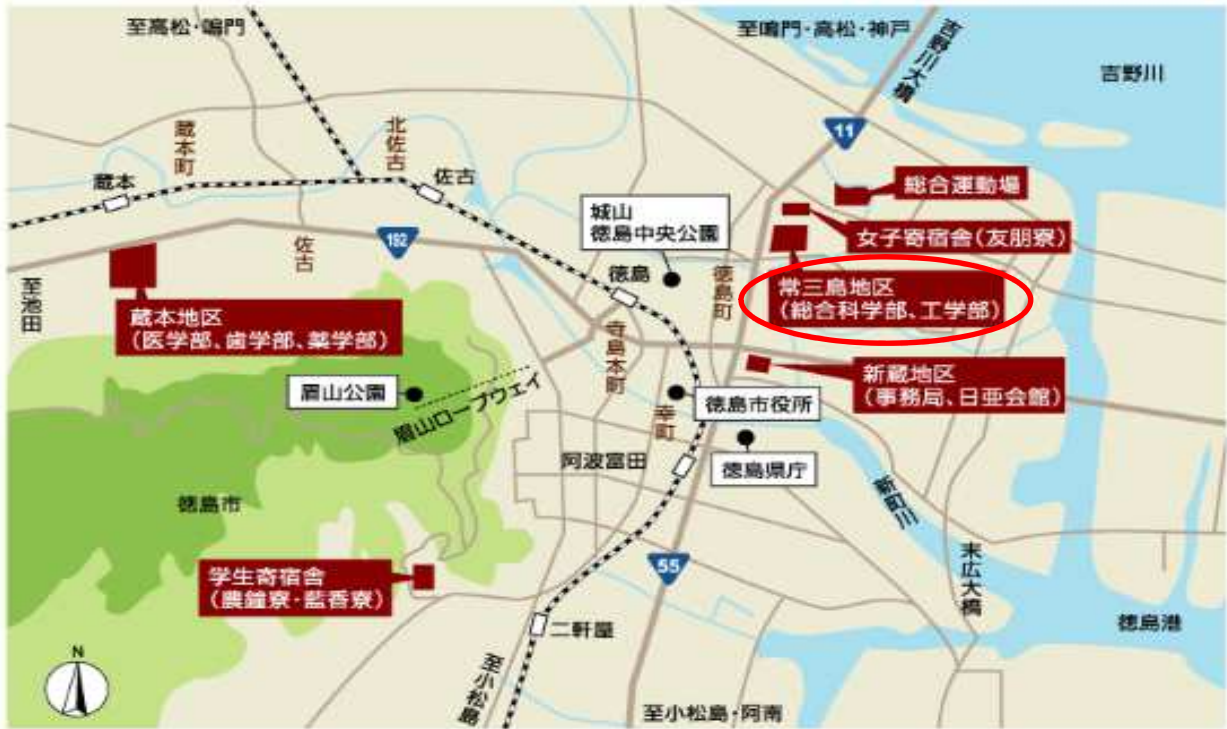 至高松・鳴門
至鳴門・高松・神戸
吉野川大橋
吉野川
11
蔵本町
北佐古
蔵本
佐古
総合運動場
城山
徳島中央公園
女子寄宿舎(友朋寮)
192
佐古
徳島
徳島町
常三島地区
(総合科学部、工学部)
至池田
蔵本地区
(医学部、歯学部、薬学部)
寺島本町
新蔵地区
(事務局、日亜会館)
眉山公園
眉山ロープウェイ
幸町
徳島市役所
阿波富田
徳島県庁
新町川
徳島市
末広大橋
55
学生寄宿舎
(農鐘寮・藍香寮)
二軒屋
徳島港
N
至小松島
至小松島・阿南